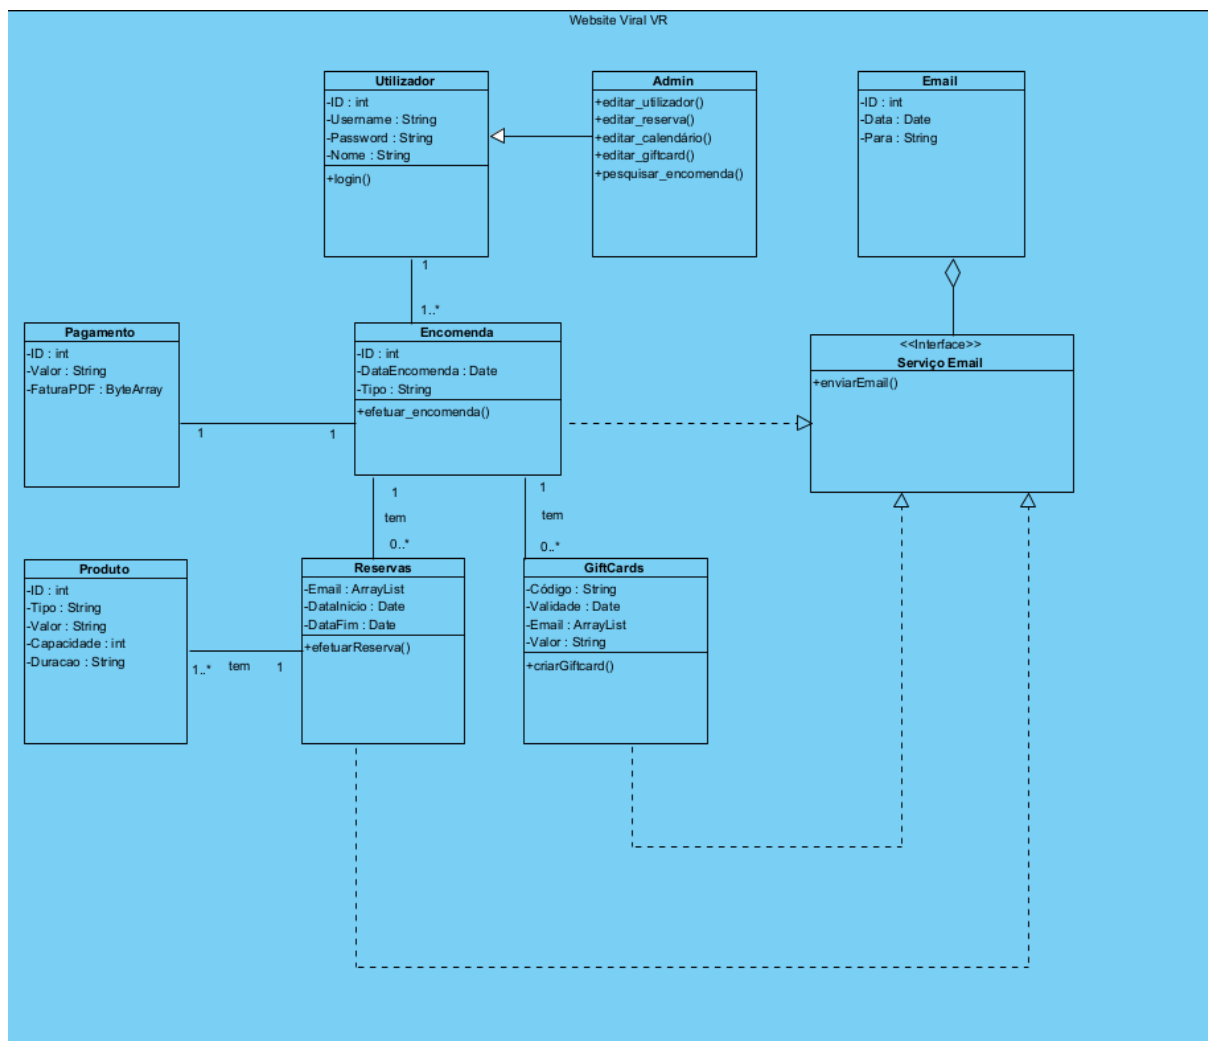 Website Viral VR
Utilizador
-ID : int
-Username : String
-Password : String
-Nome : String
+login()
Admin
+editar_utilizador()
+editar_reserva()
+editar_calendário()
+editar_giftcard()
+pesquisar_encomenda()
Email
-ID : int
-Data : Date
-Para : String
1
1..*
Pagamento
-ID : int
-Valor : String
-FaturaPDF : ByteArray
Encomenda
-ID : int
-DataEncomenda : Date
-Tipo : String
+efetuar_encomenda()
<<Interface>>
Serviço Email
+enviarEmail()
1
1
1
tem
0..*
1
tem
0..*
Produto
-ID : int
-Tipo : String
-Valor : String
-Capacidade : int
-Duracao : String
1..*
tem
1
Reservas
-Email : ArrayList
-DataInicio : Date
-DataFim : Date
+efetuarReserva()
GiftCards
-Código : String
-Validade : Date
-Email : ArrayList
-Valor : String
+criarGiftcard()